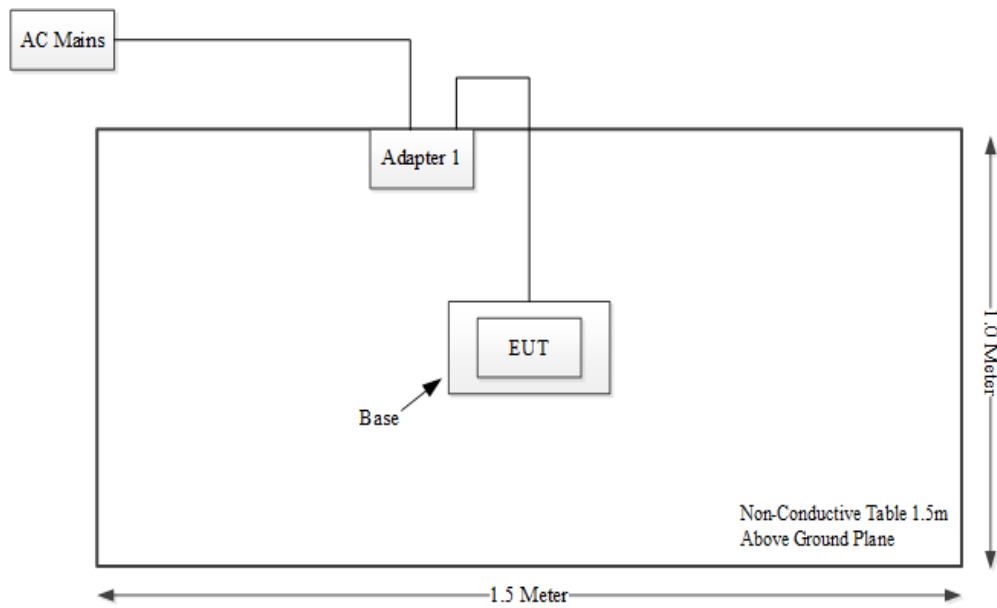 AC Mains
Adapter 1
EUT
Base
Non-Conductive Table 1.5m
Above Ground Plane
1.0 Meter
1.5 Meter